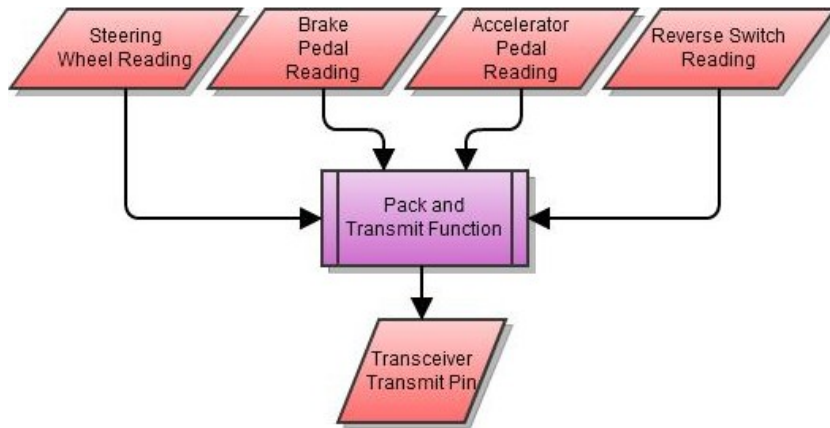 Steering
Wheel Reading
Brake
Pedal
Reading
Accelerator
Pedal
Reading
Reverse Switch
Reading
Pack and
Transmit Function
Transceiver
Transmit Pin